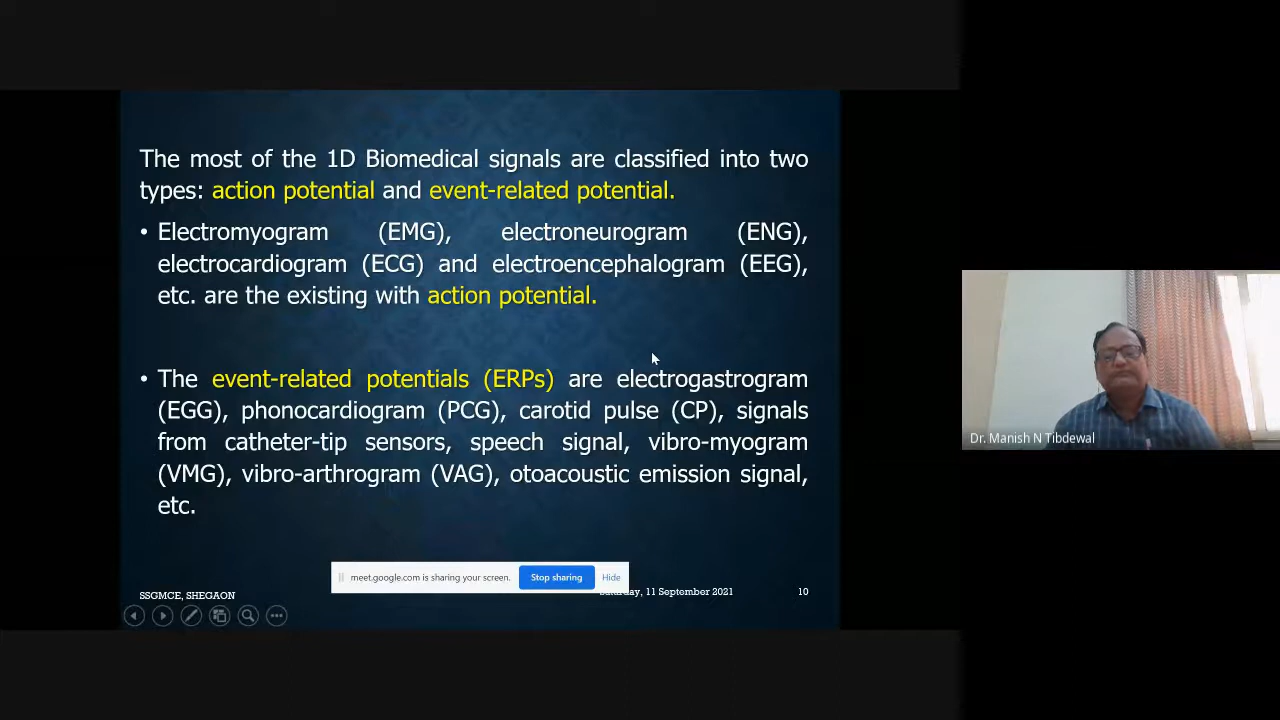 The most of the 1D Biomedical signals are classified into two
types: action potential and event-related potential.
• Electromyogram (EMG), electroneurogram (ENG),
electrocardiogram (ECG) and electroencephalogram (EEG),
etc. are the existing with action potential.
• The event-related potentials (ERPs) are electrogastrogram
(EGG), phonocardiogram (PCG), carotid pulse (CP), signals
from catheter-tip sensors, speech signal, vibro-myogram
(VMG), vibro-arthrogram (VAG), otoacoustic emission signal,
etc.
meet.google.com is sharing your screen. Stop sharing Hide
SSGMCE, SHEGAON Saturday, 11 September 2021 10
Dr. Manish N Tibdewal